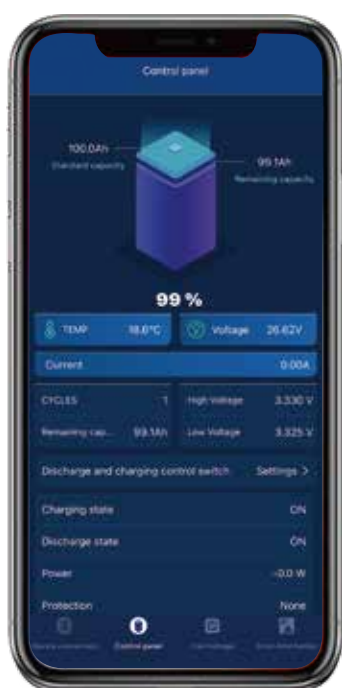 Control panel
100.0Ah
Standard capacity
99.1Ah
Remaining capacity
99 %
TEMP 18.6°C
Voltage 26.62V
Current 0.00A
CYCLES 1
High Voltage 3.330 V
Remaining cap... 99.1Ah
Low Voltage 3.325 V
Discharge and charging control switch Settings >
Charging state ON
Discharge state ON
Power -0.0 W
Protection None
Control panel